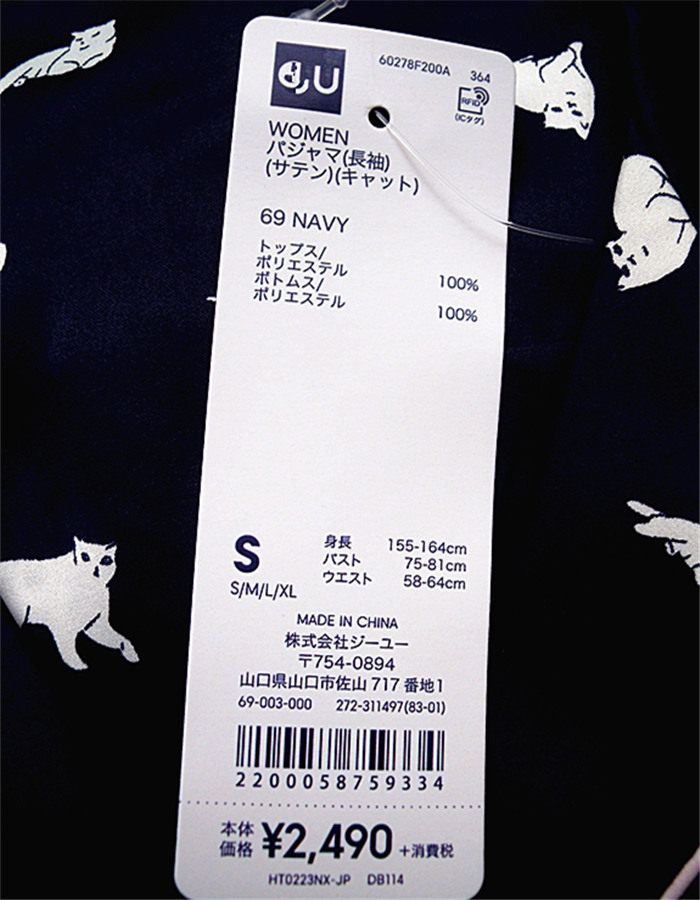 GU
60278F200A 364
RFID
(ICタグ)
WOMEN
パジャマ(長袖)
(サテン)(キャット)
69 NAVY
トップス/
ポリエステル 100%
ボトムス/
ポリエステル 100%
S
S/M/L/XL
身長 155-164cm
バスト 75-81cm
ウエスト 58-64cm
MADE IN CHINA
株式会社ジーユー
〒754-0894
山口県山口市佐山 717 番地1
69-003-000 272-311497(83-01)
2200058759334
本体価格 ¥2,490 +消費税
HT0223NX-JP DB114